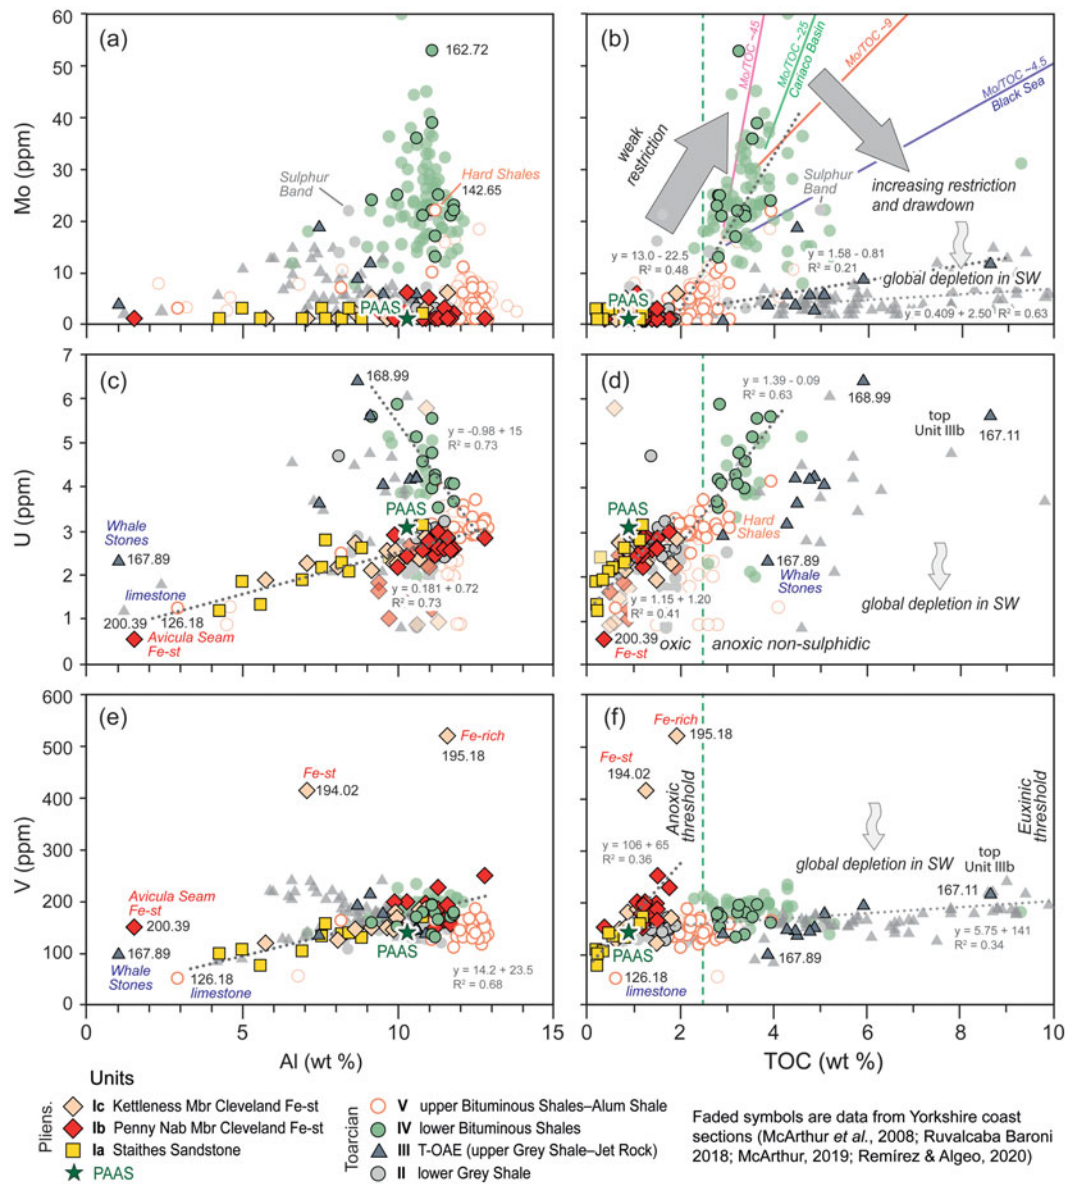 (a)
60
50
40
30
20
10
0
Mo (ppm)
162.72
Sulphur
Band
Hard Shales
142.65
PAAS
(b)
Mo/TOC ~45
Mo/TOC ~25
Cariaco Basin
Mo/TOC ~9
Mo/TOC ~4.5
Black Sea
weak
restriction
Sulphur
Band
increasing restriction
and drawdown
y = 13.0 - 22.5
R² = 0.48
y = 1.58 - 0.81
R² = 0.21
global depletion in SW
PAAS
y = 0.409 + 2.50 R² = 0.63
(c)
7
6
5
4
3
2
1
0
U (ppm)
168.99
y = -0.98 + 15
R² = 0.73
PAAS
Whale
Stones
167.89
limestone
126.18
200.39
Avicula Seam
Fe-st
y = 0.181 + 0.72
R² = 0.73
(d)
y = 1.39 - 0.09
R² = 0.63
168.99
top
Unit IIIb
167.11
PAAS
Hard
Shales
167.89
Whale
Stones
global depletion in SW
y = 1.15 + 1.20
R² = 0.41
200.39
Fe-st
oxic
anoxic non-sulphidic
(e)
600
500
400
300
200
100
0
V (ppm)
Fe-rich
195.18
Fe-st
194.02
Avicula Seam
Fe-st
200.39
167.89
Whale
Stones
126.18
limestone
PAAS
y = 14.2 + 23.5
R² = 0.68
0
5
10
15
Al (wt %)
(f)
Fe-rich
195.18
Fe-st
194.02
Anoxic
threshold
Euxinic
threshold
y = 106 + 65
R² = 0.36
global depletion in SW
top
Unit IIIb
167.11
PAAS
167.89
y = 5.75 + 141
R² = 0.34
126.18
limestone
0
2
4
6
8
10
TOC (wt %)
Units
Pliens.
Ic Kettleness Mbr Cleveland Fe-st
Ib Penny Nab Mbr Cleveland Fe-st
Ia Staithes Sandstone
PAAS
Toarcian
V upper Bituminous Shales–Alum Shale
IV lower Bituminous Shales
III T-OAE (upper Grey Shale–Jet Rock)
II lower Grey Shale
Faded symbols are data from Yorkshire coast
sections (McArthur et al., 2008; Ruvalcaba Baroni
2018; McArthur, 2019; Remírez & Algeo, 2020)